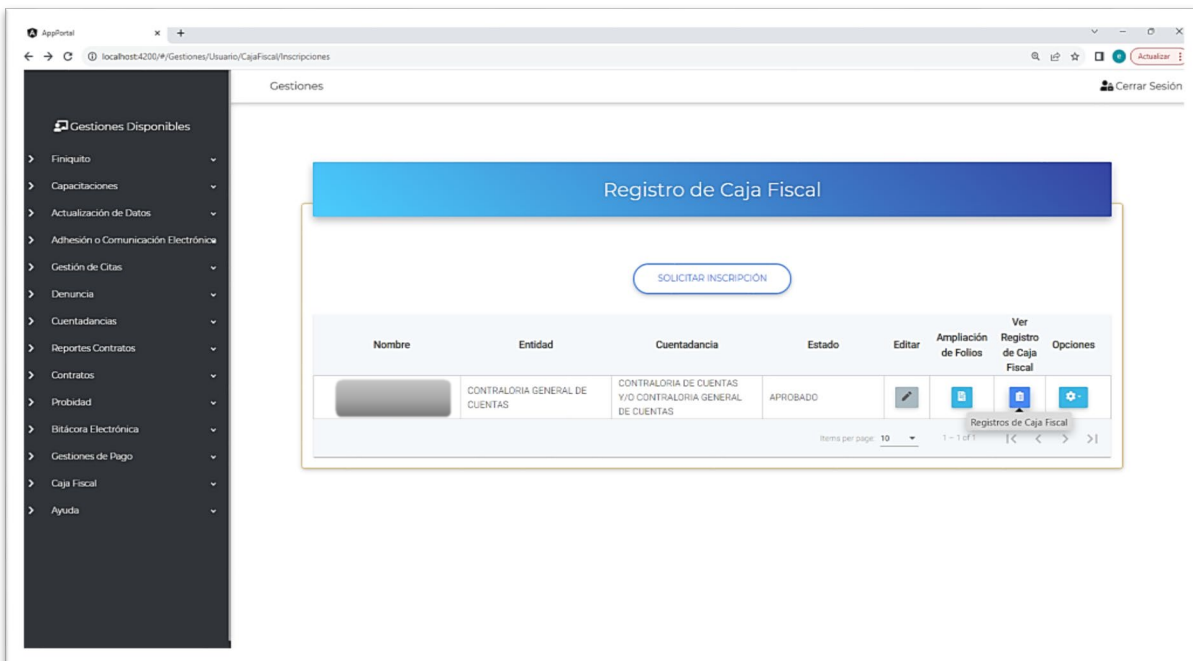 AppPortal
localhost:4200/#/Gestiones/Usuario/CajaFiscal/Inscripciones
e
Actualizar
Gestiones
Cerrar Sesión
Gestiones Disponibles
Finiquito
Capacitaciones
Actualización de Datos
Adhesión o Comunicación Electrónica
Gestión de Citas
Denuncia
Cuentadancias
Reportes Contratos
Contratos
Probidad
Bitácora Electrónica
Gestiones de Pago
Caja Fiscal
Ayuda
Registro de Caja Fiscal
SOLICITAR INSCRIPCIÓN
Nombre
Entidad
Cuentadancia
Estado
Editar
Ampliación
de Folios
Ver
Registro
de Caja
Fiscal
Opciones
CONTRALORIA GENERAL DE
CUENTAS
CONTRALORIA DE CUENTAS
Y/O CONTRALORIA GENERAL
DE CUENTAS
APROBADO
Registros de Caja Fiscal
Items per page: 10
1 – 1 of 1